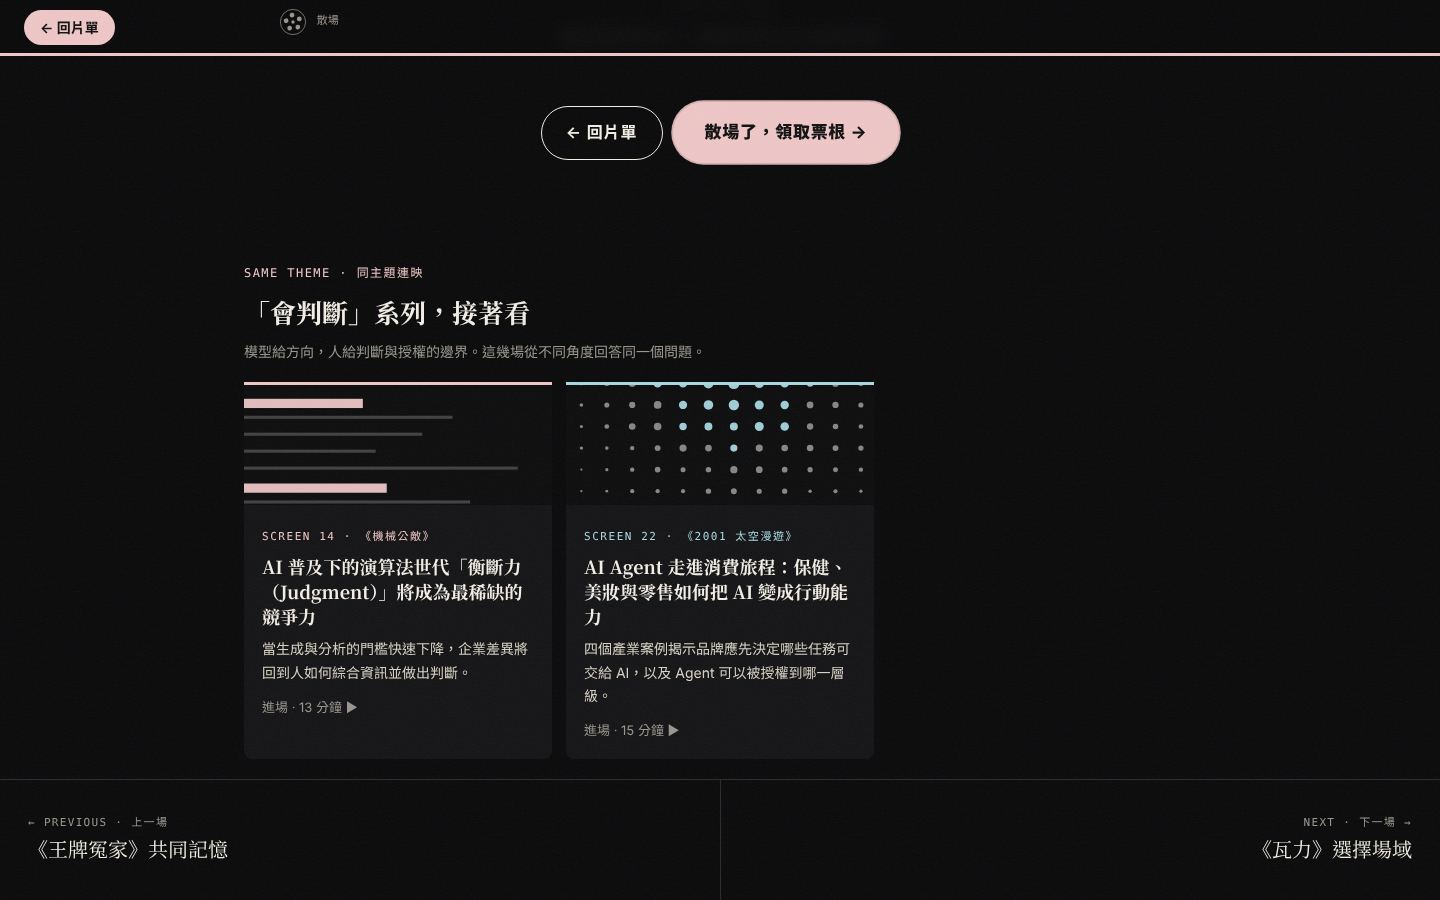 ← 回片單
散場
← 回片單
散場了，領取票根 →
SAME THEME · 同主題連映
「會判斷」系列，接著看
模型給方向，人給判斷與授權的邊界。這幾場從不同角度回答同一個問題。
SCREEN 14 · 《機械公敵》
AI 普及下的演算法世代「衡斷力
（Judgment）」將成為最稀缺的
競爭力
當生成與分析的門檻快速下降，企業差異將
回到人如何綜合資訊並做出判斷。
進場 · 13 分鐘 ▶
SCREEN 22 · 《2001 太空漫遊》
AI Agent 走進消費旅程：保健、
美妝與零售如何把 AI 變成行動能
力
四個產業案例揭示品牌應先決定哪些任務可
交給 AI，以及 Agent 可以被授權到哪一層
級。
進場 · 15 分鐘 ▶
← PREVIOUS · 上一場
《王牌冤家》共同記憶
NEXT · 下一場 →
《瓦力》選擇場域